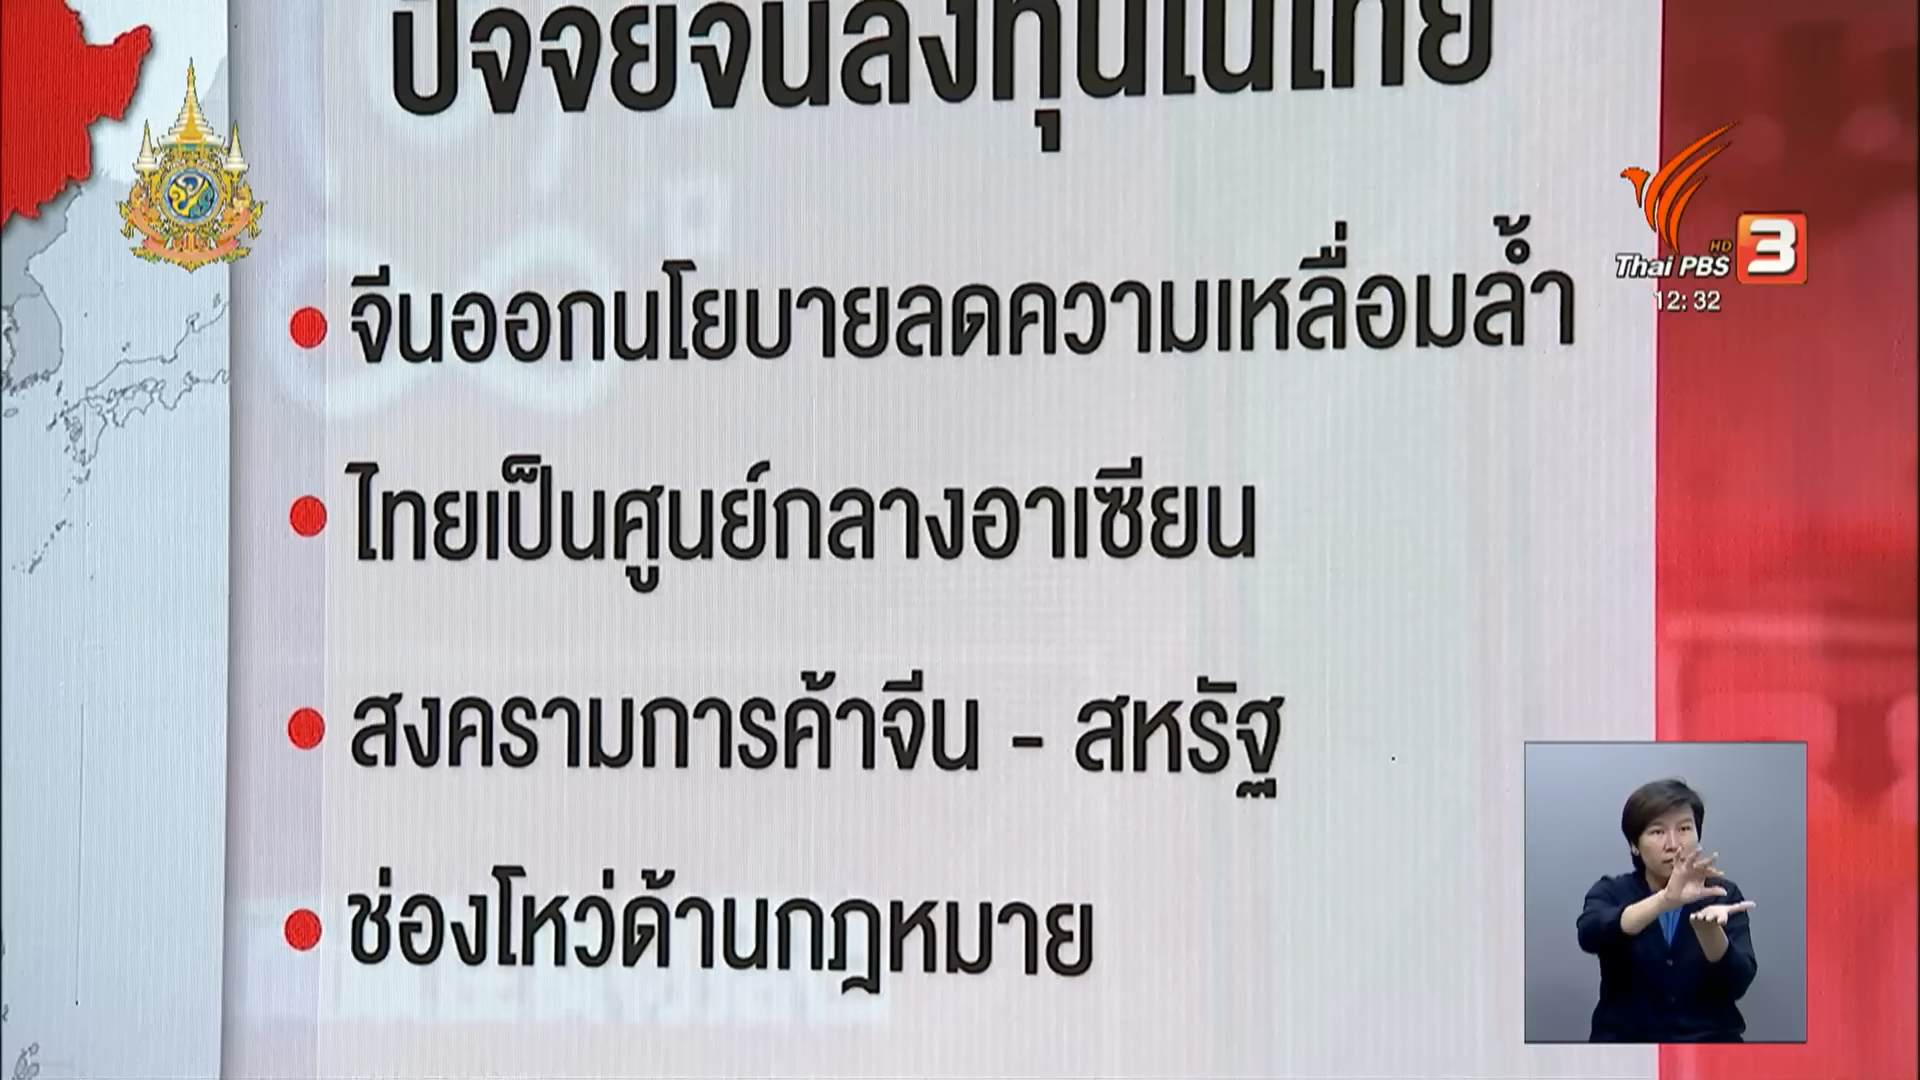 ปัจจัยจีนลงทุนในไทย
จีนออกนโยบายลดความเหลื่อมล้ำ
ไทยเป็นศูนย์กลางอาเซียน
สงครามการค้าจีน - สหรัฐ
ช่องโหว่ด้านกฎหมาย
Thai PBS HD 3
12:32